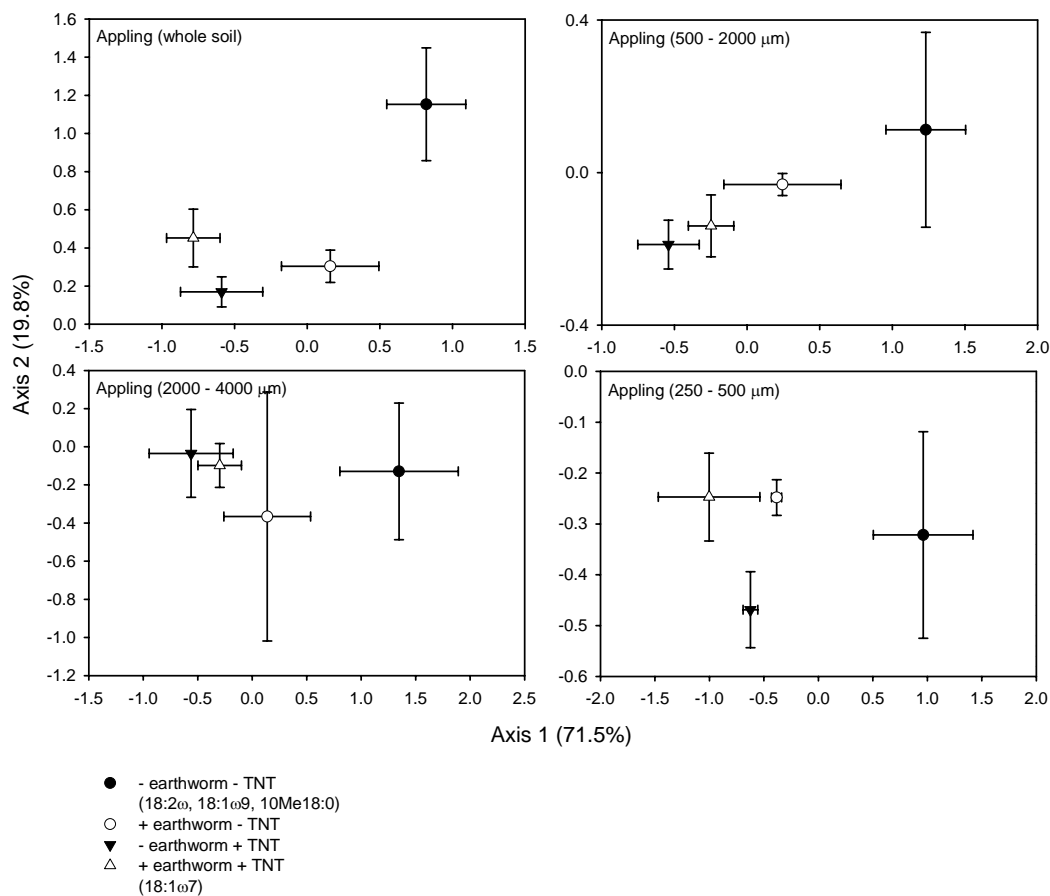 Appling (whole soil)
1.6
1.4
1.2
1.0
0.8
0.6
0.4
0.2
0.0
-1.5 -1.0 -0.5 0.0 0.5 1.0 1.5
Appling (500 - 2000 μm)
0.4
0.0
-0.4
-1.0 -0.5 0.0 0.5 1.0 1.5 2.0
Axis 2 (19.8%)
Appling (2000 - 4000 μm)
0.4
0.2
0.0
-0.2
-0.4
-0.6
-0.8
-1.0
-1.2
-1.5 -1.0 -0.5 0.0 0.5 1.0 1.5 2.0 2.5
Appling (250 - 500 μm)
0.0
-0.1
-0.2
-0.3
-0.4
-0.5
-0.6
-2.0 -1.5 -1.0 -0.5 0.0 0.5 1.0 1.5 2.0
Axis 1 (71.5%)
- earthworm - TNT
(18:2ω, 18:1ω9, 10Me18:0)
+ earthworm - TNT
- earthworm + TNT
+ earthworm + TNT
(18:1ω7)